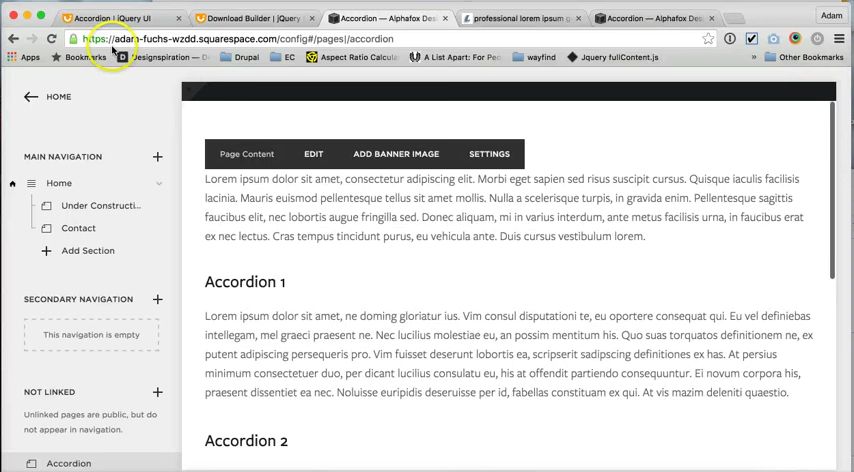 Accordion | jQuery UI
Download Builder | jQuery
Accordion — Alphafox Des
professional lorem ipsum g
Accordion — Alphafox Des
Adam
https://adam-fuchs-wzdd.squarespace.com/config#/pages|/accordion
Apps
Bookmarks
Designspiration — De
Drupal
EC
Aspect Ratio Calcula
A List Apart: For Peo
wayfind
Jquery fullContent.js
»
Other Bookmarks
HOME
MAIN NAVIGATION
Home
Under Constructi...
Contact
Add Section
SECONDARY NAVIGATION
This navigation is empty
NOT LINKED
Unlinked pages are public, but do
not appear in navigation.
Accordion
Page Content EDIT ADD BANNER IMAGE SETTINGS
Lorem ipsum dolor sit amet, consectetur adipiscing elit. Morbi eget sapien sed risus suscipit cursus. Quisque iaculis facilisis
lacinia. Mauris euismod pellentesque tellus sit amet mollis. Nulla a scelerisque turpis, in gravida enim. Pellentesque sagittis
faucibus elit, nec lobortis augue fringilla sed. Donec aliquam, mi in varius interdum, ante metus facilisis urna, in faucibus erat
ex nec lectus. Cras tempus tincidunt purus, eu vehicula ante. Duis cursus vestibulum lorem.
Accordion 1
Lorem ipsum dolor sit amet, ne doming gloriatur ius. Vim consul disputationi te, eu oportere consequat qui. Eu vel definiebas
intellegam, mel graeci praesent ne. Nec lucilius molestiae eu, an possim mentitum his. Quo suas torquatos definitionem ne, ex
eam adipiscing persequeris pro. Vim fuisset deserunt lobortis ea, scripserit sadipscing definitiones ex has. At persius
minimum consectetuer duo, per dicant lucilius consulatu eu, his at offendit partiendo consequuntur. Ei novum corpora his,
praesent dissentiet ea nec. Noluisse euripidis deseruisse per id, fabellas constituam ex qui. At vis mazim deleniti quaestio.
Accordion 2